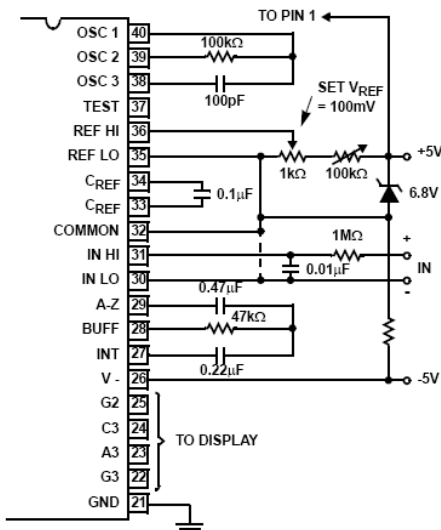 TO PIN 1
OSC 1 40
OSC 2 39
100kΩ
OSC 3 38
100pF
TEST 37
SET VREF
= 100mV
REF HI 36
REF LO 35
1kΩ
100kΩ
+5V
CREF 34
0.1μF
6.8V
CREF 33
COMMON 32
1MΩ
IN HI 31
+
0.01μF
IN
IN LO 30
-
0.47μF
A-Z 29
47kΩ
BUFF 28
INT 27
0.22μF
V - 26
-5V
G2 25
C3 24
TO DISPLAY
A3 23
G3 22
GND 21